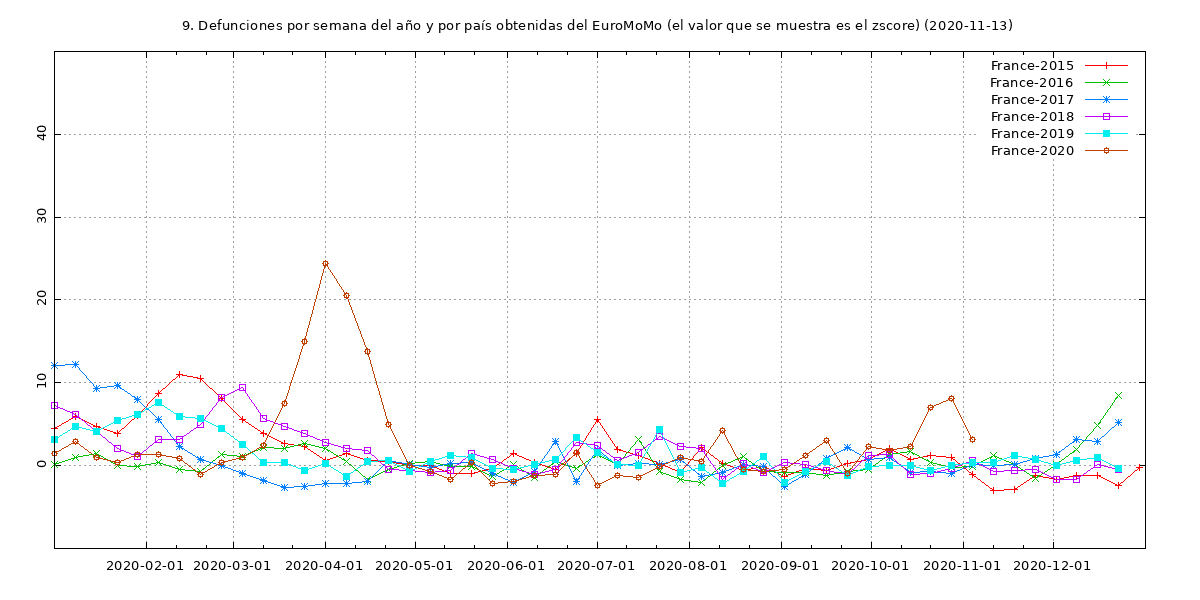 9. Defunciones por semana del año y por país obtenidas del EuroMoMo (el valor que se muestra es el zscore) (2020-11-13)
France-2015
France-2016
France-2017
France-2018
France-2019
France-2020
40
30
20
10
0
2020-02-01 2020-03-01 2020-04-01 2020-05-01 2020-06-01 2020-07-01 2020-08-01 2020-09-01 2020-10-01 2020-11-01 2020-12-01